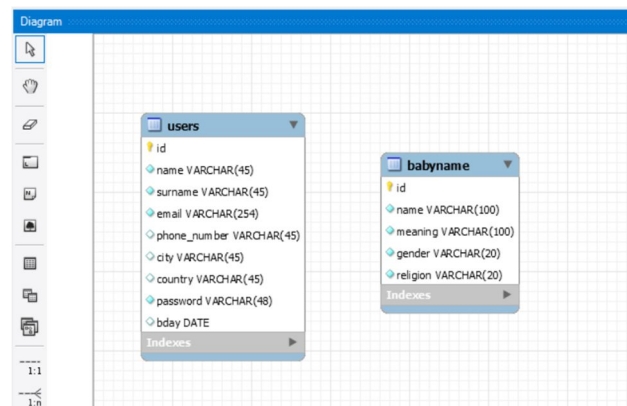 Diagram
users
id
name VARCHAR(45)
surname VARCHAR(45)
email VARCHAR(254)
phone_number VARCHAR(45)
city VARCHAR(45)
country VARCHAR(45)
password VARCHAR(48)
bday DATE
Indexes
babyname
id
name VARCHAR(100)
meaning VARCHAR(100)
gender VARCHAR(20)
religion VARCHAR(20)
Indexes
1:1
1:n